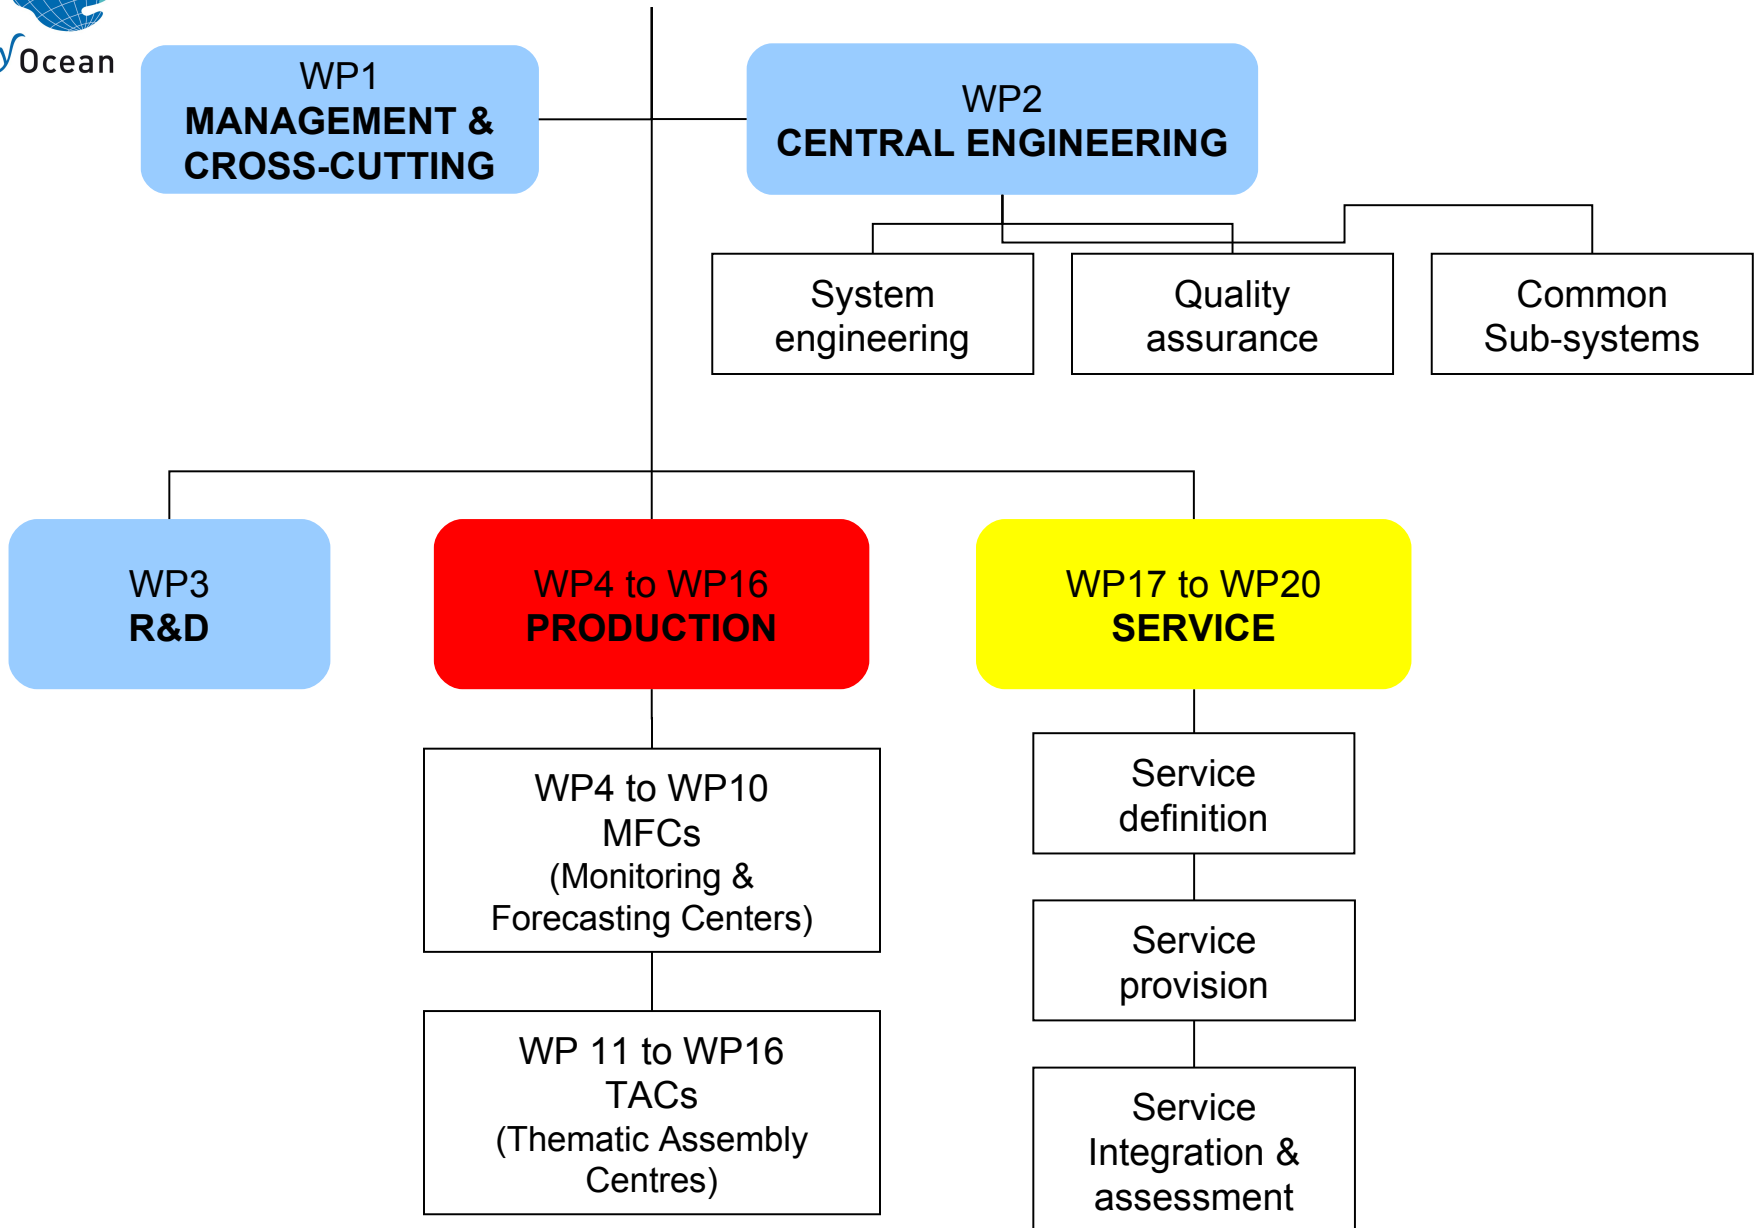 yOcean
WP1
MANAGEMENT &
CROSS-CUTTING
WP2
CENTRAL ENGINEERING
System
engineering
Quality
assurance
Common
Sub-systems
WP3
R&D
WP4 to WP16
PRODUCTION
WP17 to WP20
SERVICE
WP4 to WP10
MFCs
(Monitoring &
Forecasting Centers)
WP 11 to WP16
TACs
(Thematic Assembly
Centres)
Service
definition
Service
provision
Service
Integration &
assessment